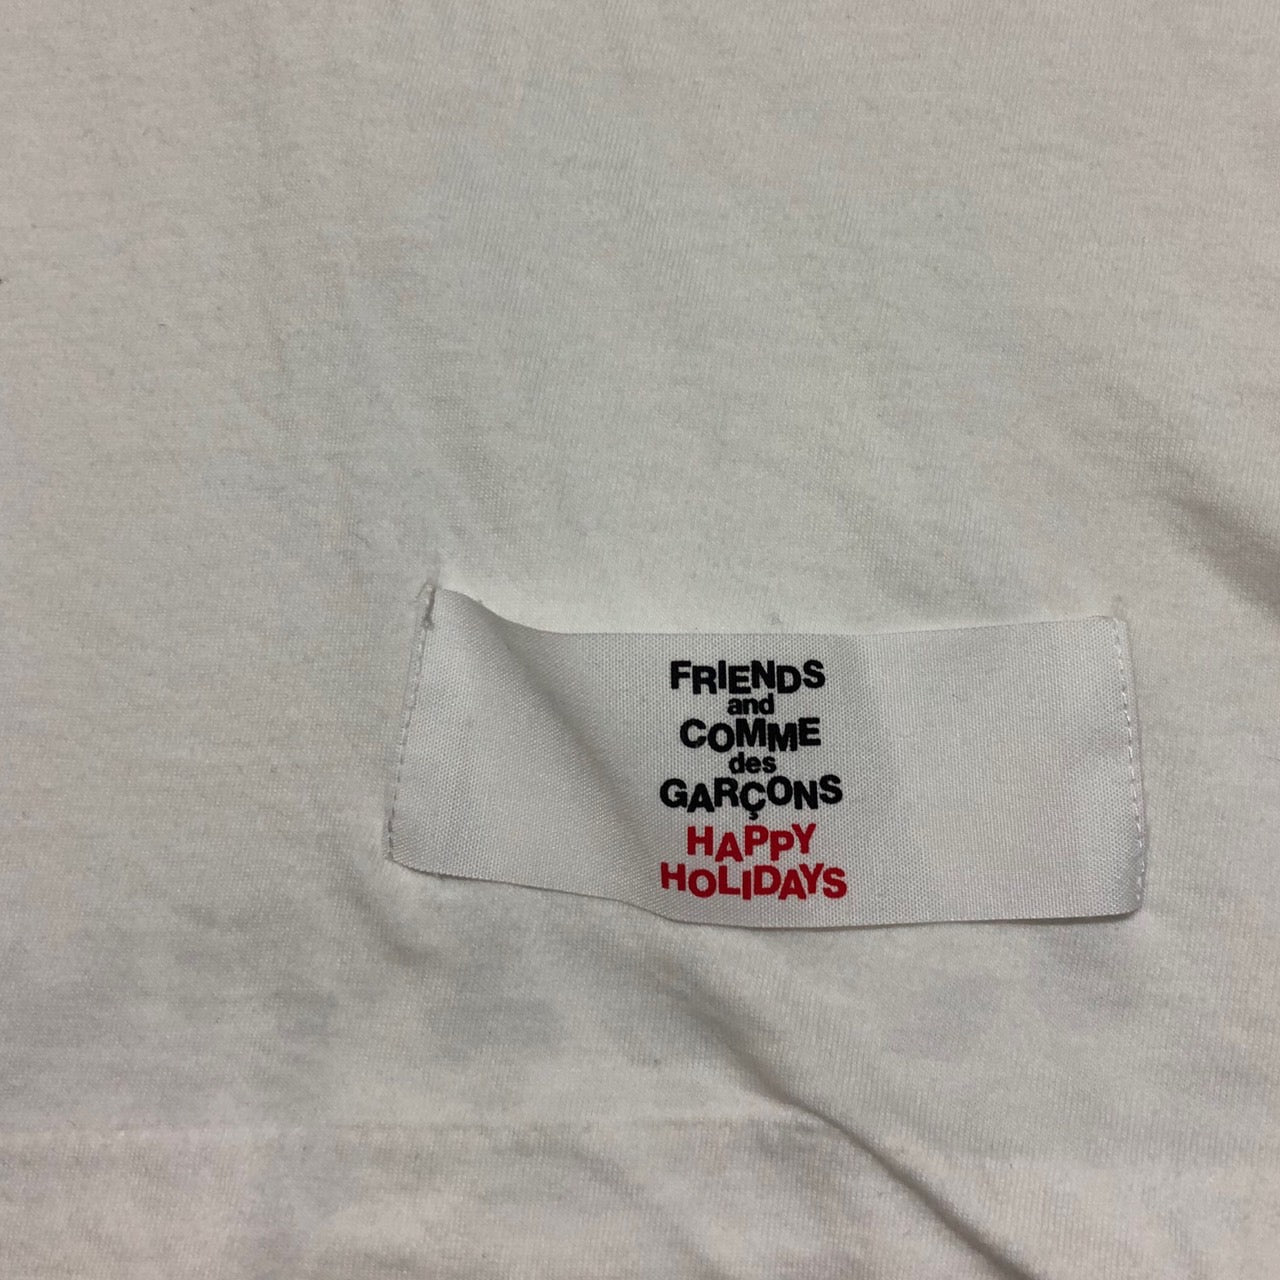 FRIENDS
and
COMME
des
GARÇONS
HAPPY
HOLIDAYS